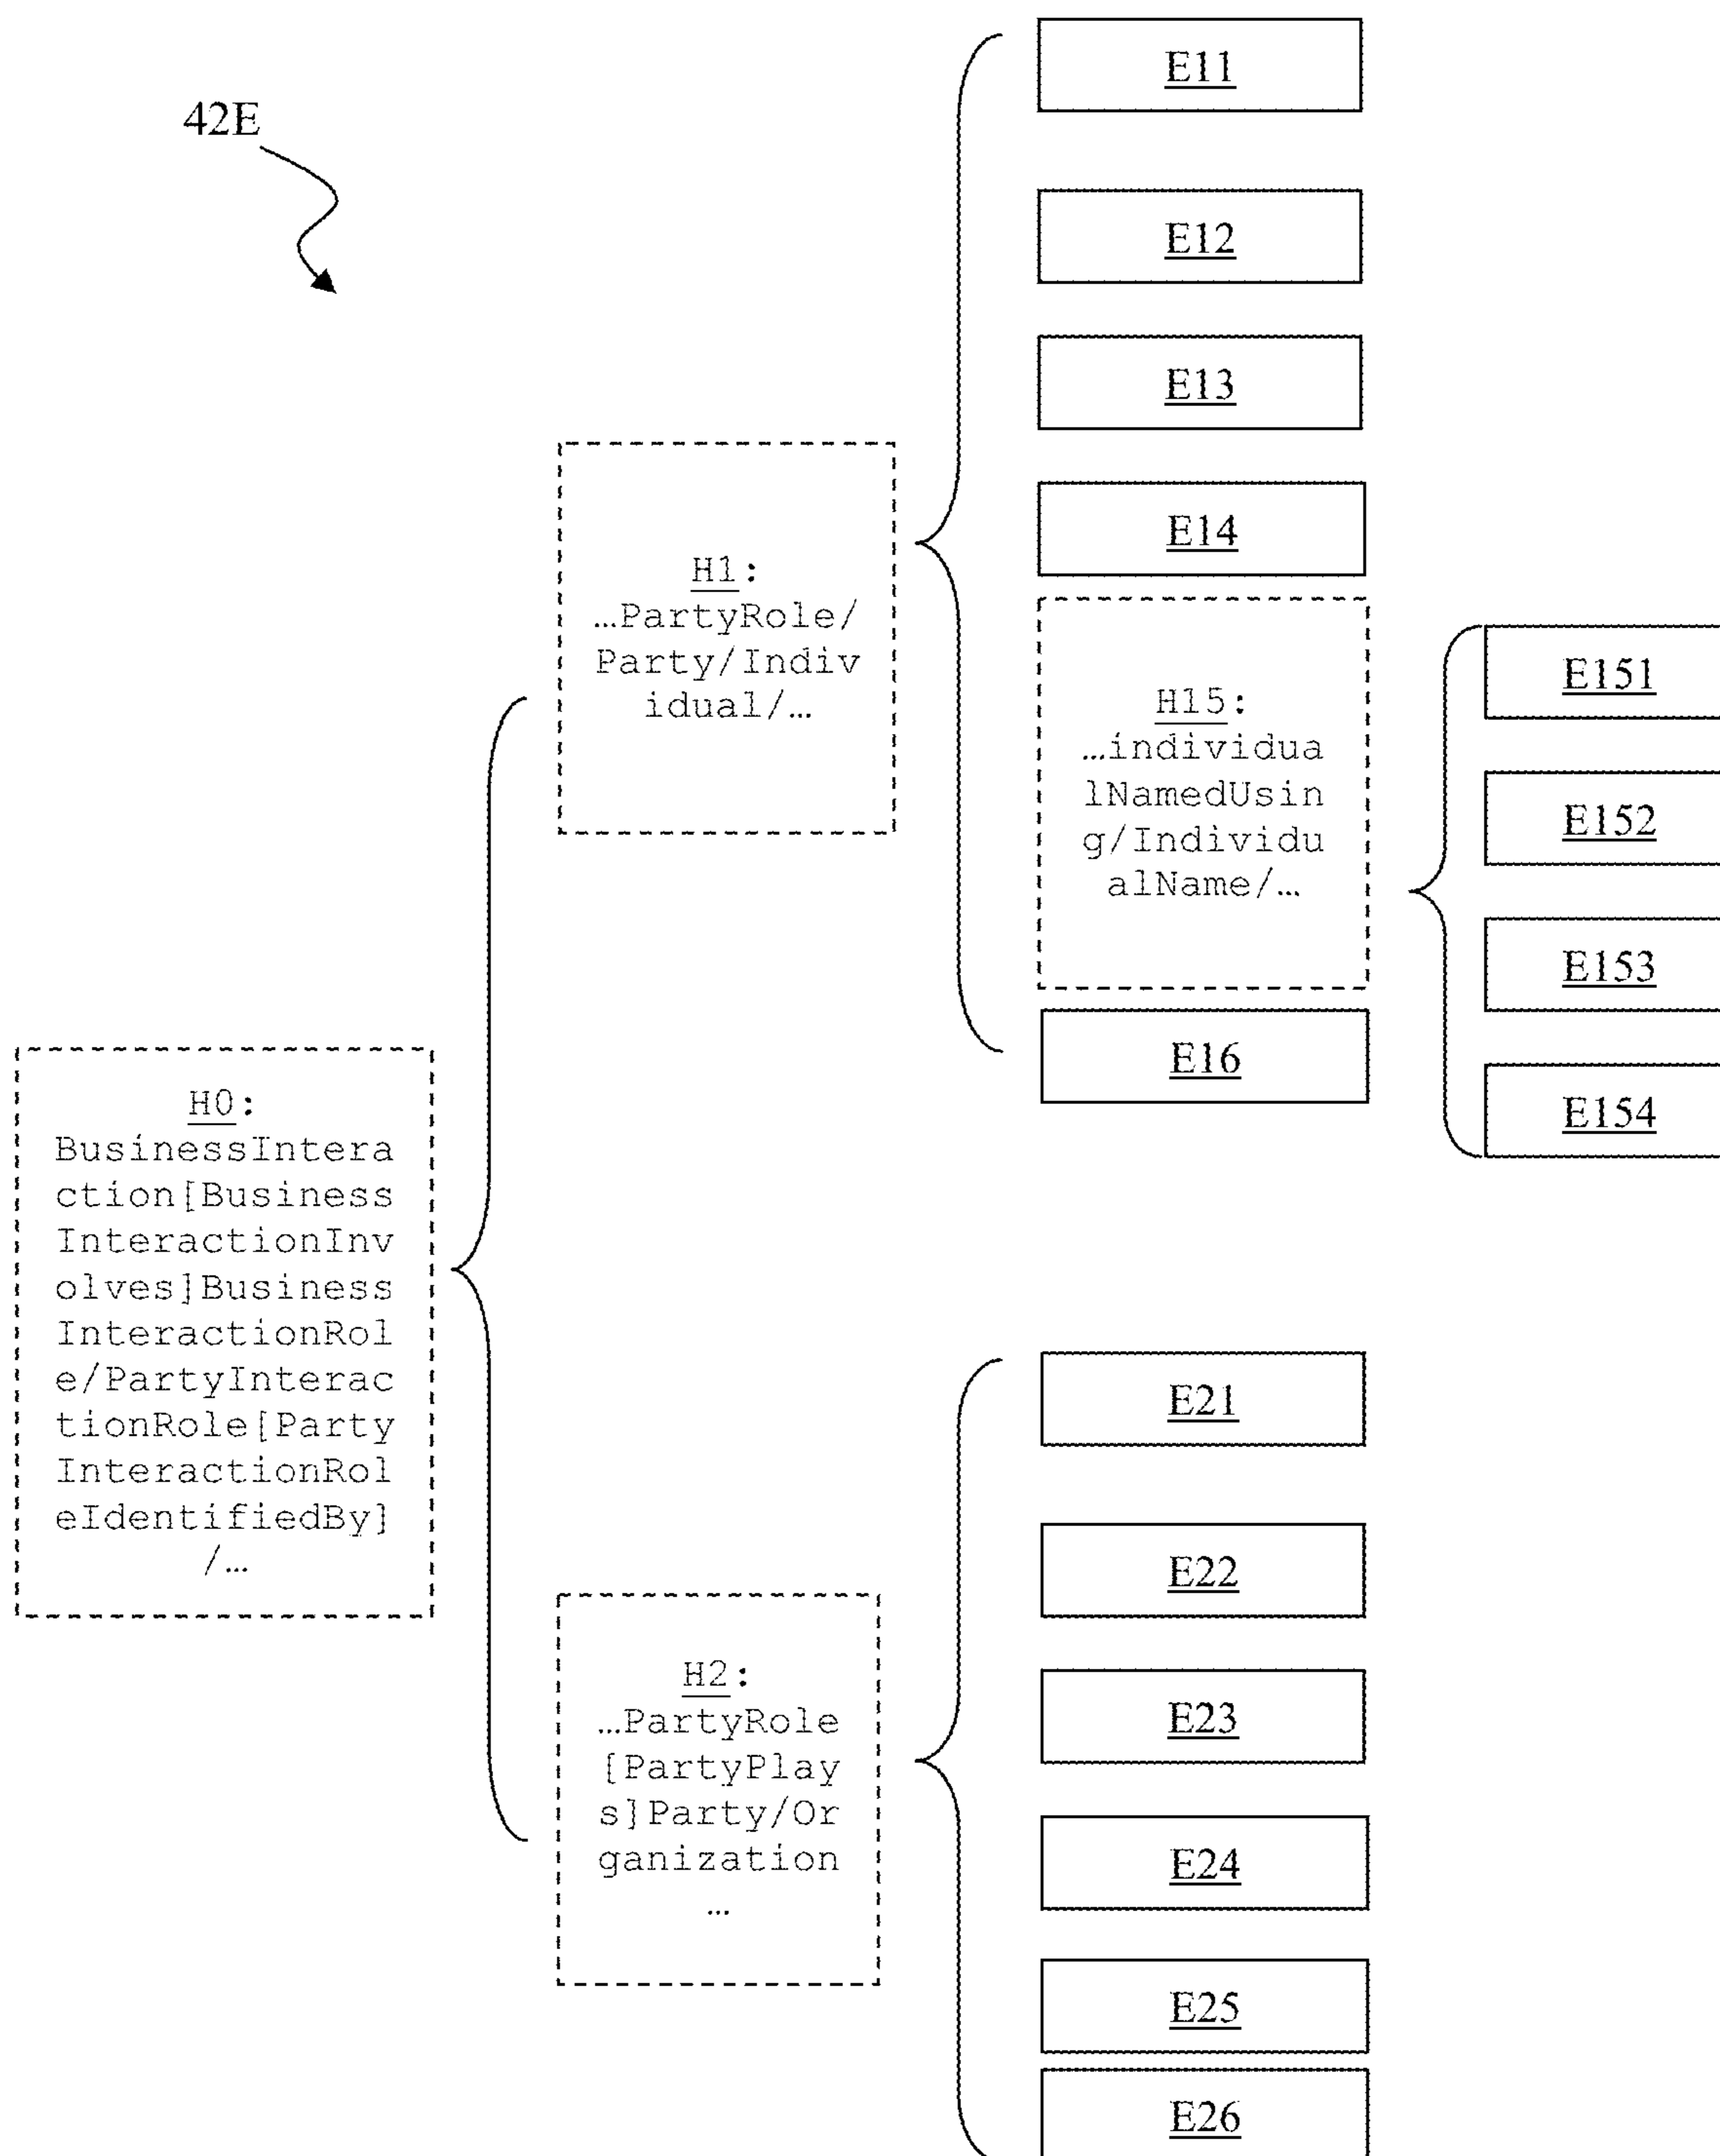 42E
E11
E12
E13
E14
H1:
…PartyRole/
Party/Indiv
idual/…
H15:
…individua
lNamedUsin
g/Individu
alName/…
E151
E152
E153
E154
E16
H0:
BusinessIntera
ction[Business
InteractionInv
olves]Business
InteractionRol
e/PartyInterac
tionRole[Party
InteractionRol
eIdentifiedBy]
/…
H2:
…PartyRole
[PartyPlay
s]Party/Or
ganization
…
E21
E22
E23
E24
E25
E26